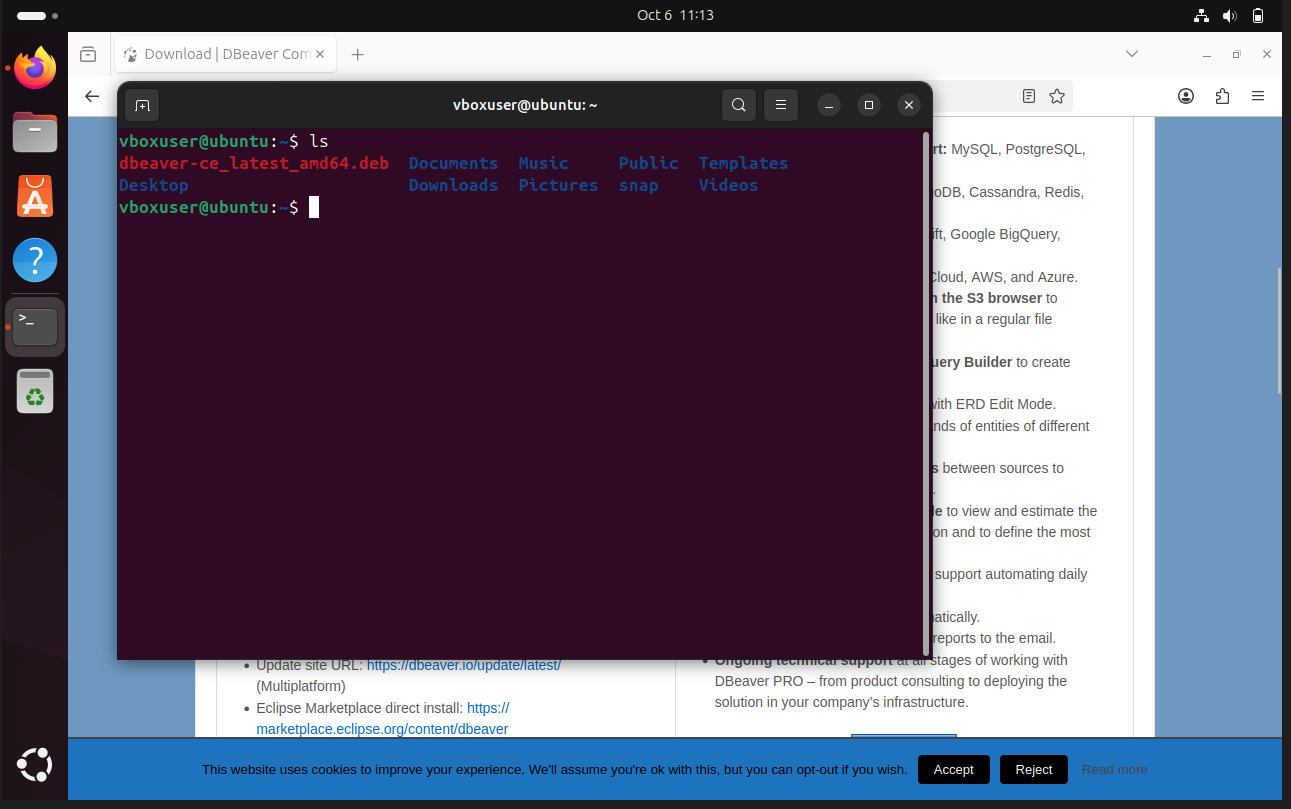 Oct 6 11:13
Download | DBeaver Com
vboxuser@ubuntu: ~
vboxuser@ubuntu:~$ ls
dbeaver-ce_latest_amd64.deb Documents Music Public Templates
Desktop Downloads Pictures snap Videos
vboxuser@ubuntu:~$
rt: MySQL, PostgreSQL,
oDB, Cassandra, Redis,
ift, Google BigQuery,
Cloud, AWS, and Azure.
the S3 browser to
like in a regular file
uery Builder to create
with ERD Edit Mode.
nds of entities of different
s between sources to
le to view and estimate the
on and to define the most
support automating daily
atically.
reports to the email.
Update site URL: https://dbeaver.io/update/latest/
(Multiplatform)
Eclipse Marketplace direct install: https://
marketplace.eclipse.org/content/dbeaver
Ongoing technical support at all stages of working with
DBeaver PRO – from product consulting to deploying the
solution in your company’s infrastructure.
This website uses cookies to improve your experience. We'll assume you're ok with this, but you can opt-out if you wish.
Accept
Reject
Read more